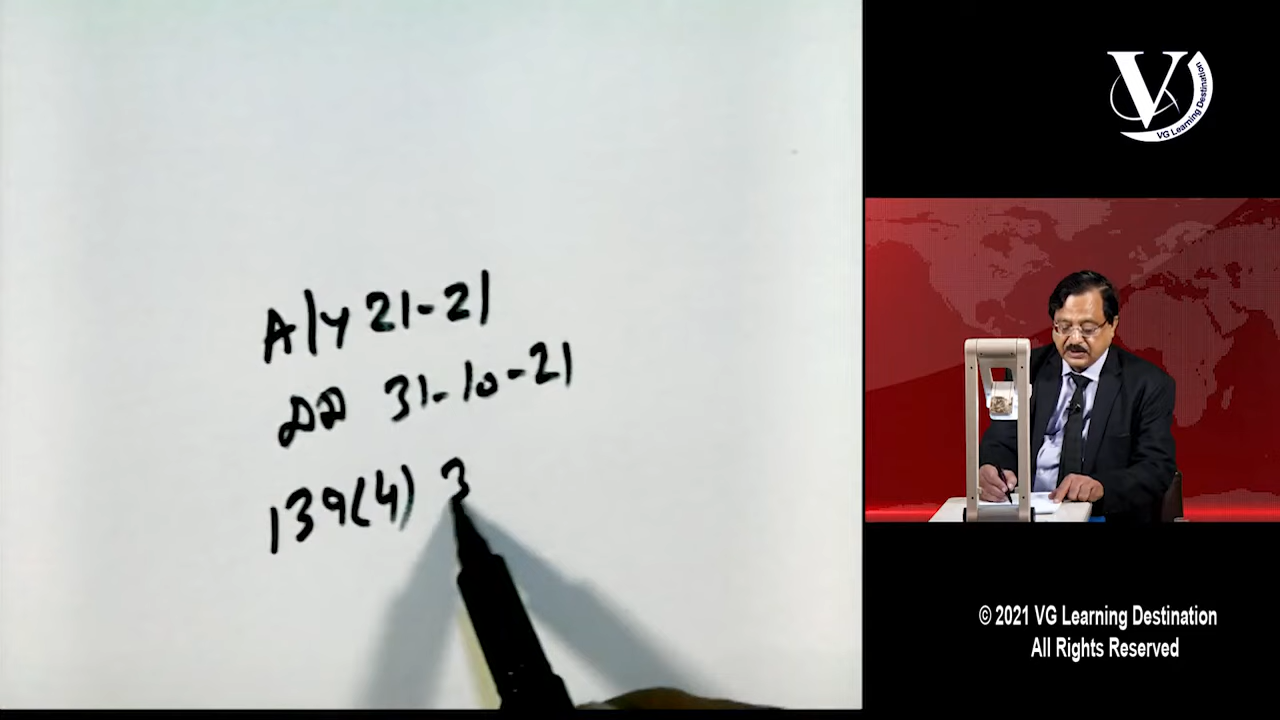 A/y 21-21
DD 31-10-21
139(4) 3
V
VG Learning Destination
© 2021 VG Learning Destination
All Rights Reserved